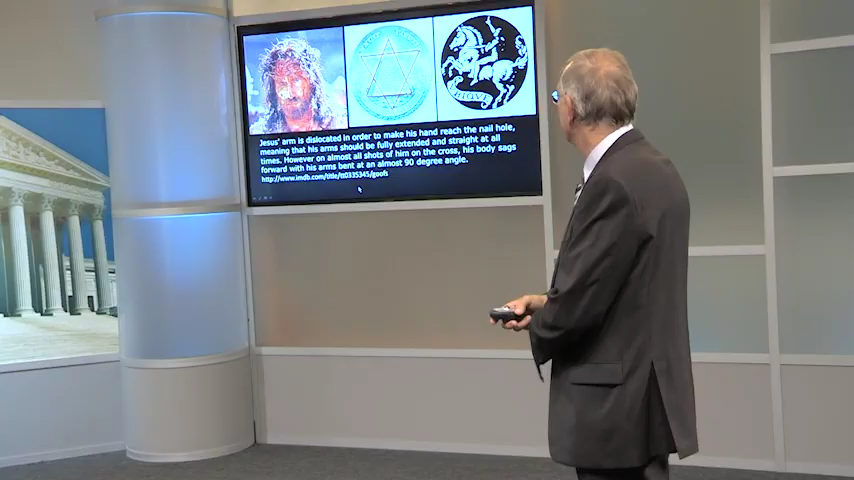 Jesus' arm is dislocated in order to make his hand reach the nail hole,
meaning that his arms should be fully extended and straight at all
times. However on almost all shots of him on the cross, his body sags
forward with his arms bent at an almost 90 degree angle.
http://www.imdb.com/title/tt0335345/goofs